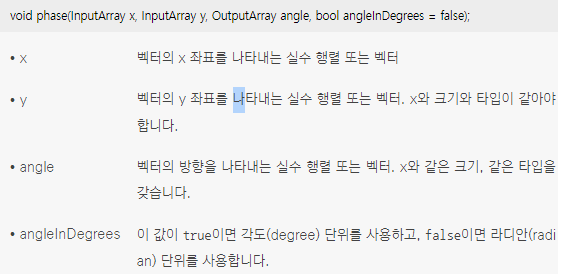 void phase(InputArray x, InputArray y, OutputArray angle, bool angleInDegrees = false);
• x 벡터의 x 좌표를 나타내는 실수 행렬 또는 벡터
• y 벡터의 y 좌표를 나타내는 실수 행렬 또는 벡터. x와 크기와 타입이 같아야
합니다.
• angle 벡터의 방향을 나타내는 실수 행렬 또는 벡터. x와 같은 크기, 같은 타입을
갖습니다.
• angleInDegrees 이 값이 true이면 각도(degree) 단위를 사용하고, false이면 라디안(radi
an) 단위를 사용합니다.